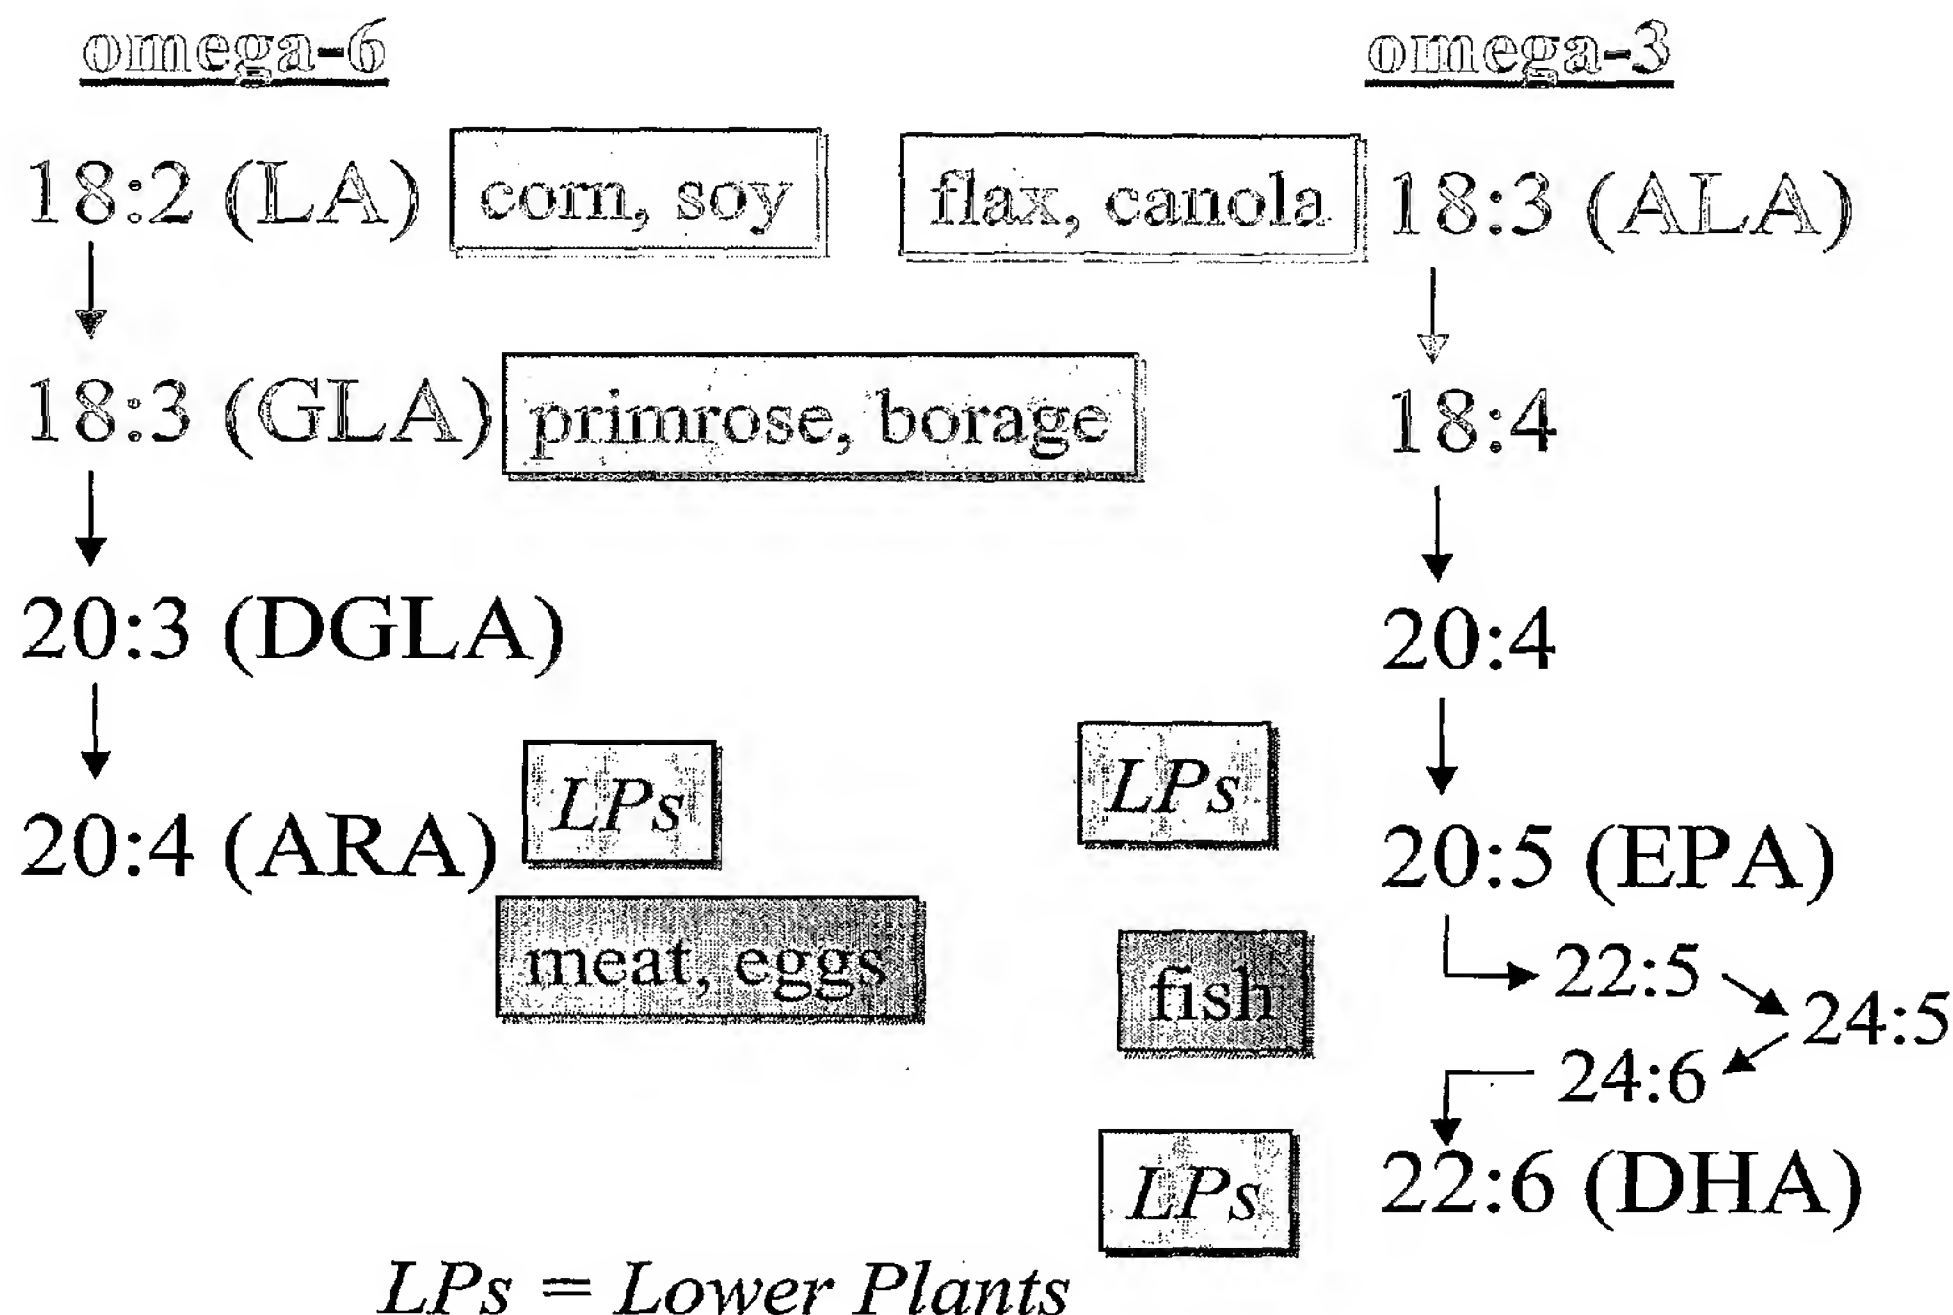 omega-6
omega-3
18:2 (LA)
corn, soy
flax, canola
18:3 (ALA)
18:3 (GLA)
primrose, borage
18:4
20:3 (DGLA)
20:4
LPs
LPs
20:4 (ARA)
20:5 (EPA)
meat, eggs
fish
22:5
24:5
24:6
LPs
22:6 (DHA)
LPs = Lower Plants